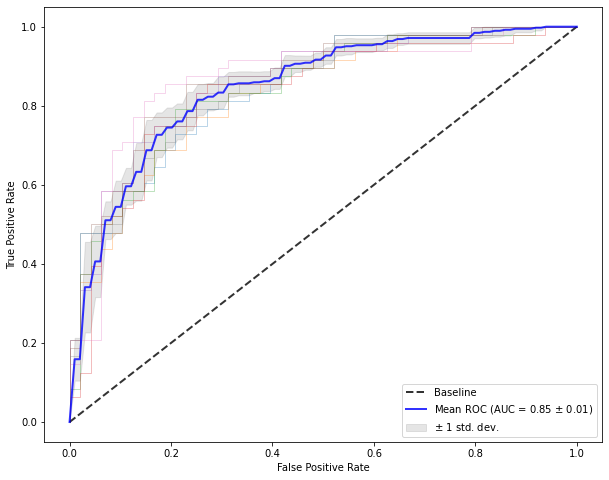 1.0
0.8
0.6
0.4
0.2
0.0
True Positive Rate
0.0 0.2 0.4 0.6 0.8 1.0
False Positive Rate
Baseline
Mean ROC (AUC = 0.85 ± 0.01)
± 1 std. dev.